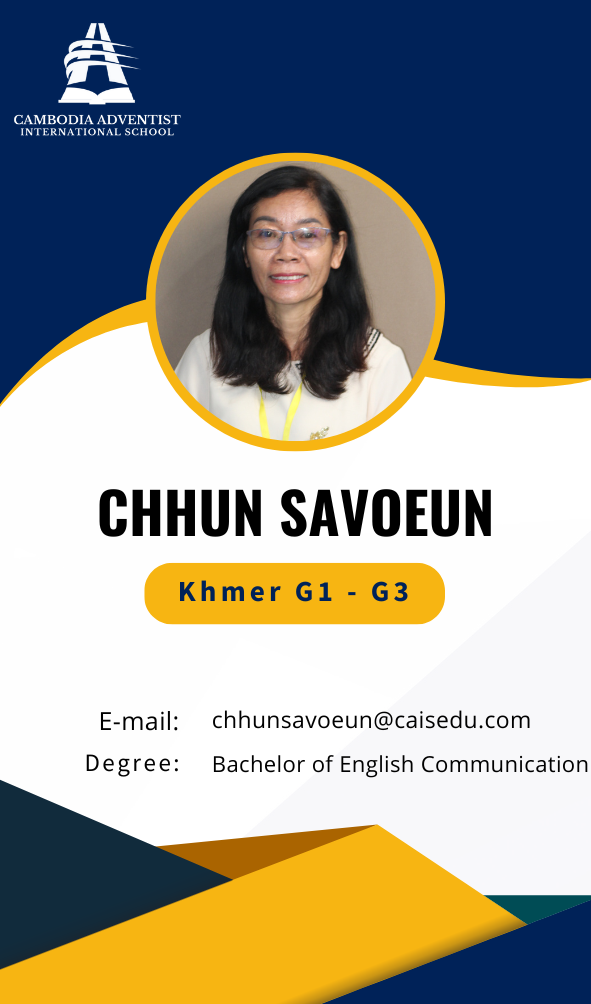 CAMBODIA ADVENTIST
INTERNATIONAL SCHOOL
CHHUN SAVOEUN
Khmer G1 - G3
E-mail: chhunsavoeun@caisedu.com
Degree: Bachelor of English Communication